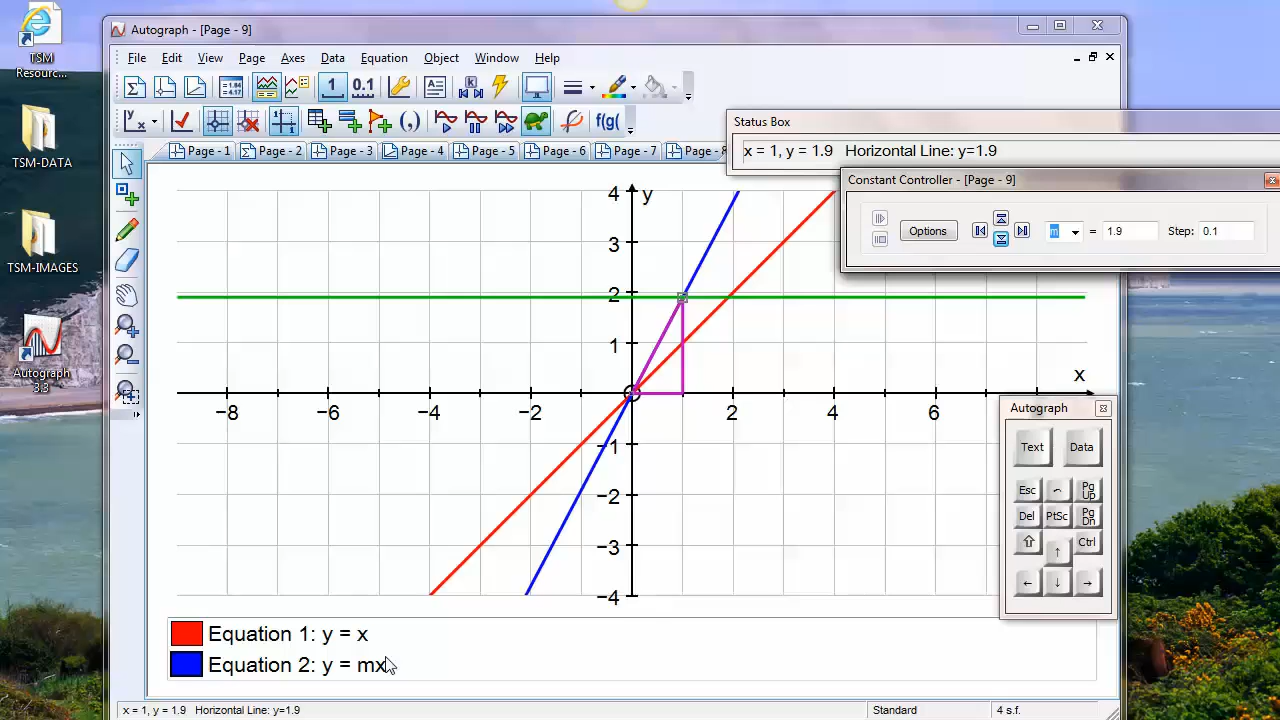 TSM
Resourc...
TSM-DATA
TSM-IMAGES
Autograph
3.3
Autograph - [Page - 9]
File Edit View Page Axes Data Equation Object Window Help
1 0.1
f(g(
Page - 1 Page - 2 Page - 3 Page - 4 Page - 5 Page - 6 Page - 7 Page - 8
Status Box
x = 1, y = 1.9 Horizontal Line: y=1.9
Constant Controller - [Page - 9]
Options m = 1.9 Step: 0.1
y
4
3
2
1
x
−8 −6 −4 −2 2 4 6
−1
−2
−3
−4
Autograph
Text Data
Esc Pg Up
Del PtSc Pg Dn
Ctrl
Equation 1: y = x
Equation 2: y = mx
x = 1, y = 1.9 Horizontal Line: y=1.9 Standard 4 s.f.